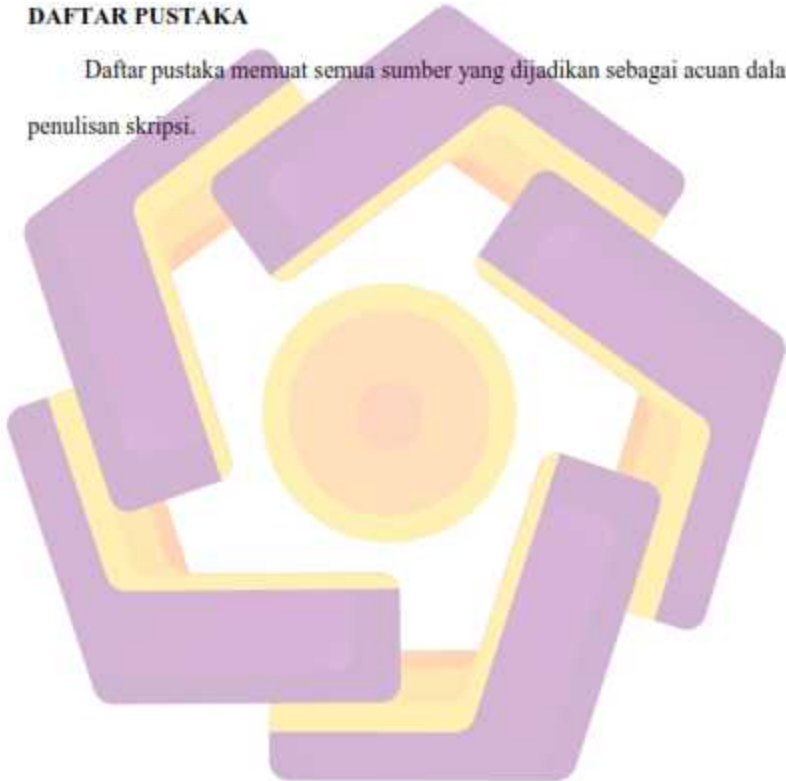 DAFTAR PUSTAKA
Daftar pustaka memuat semua sumber yang dijadikan sebagai acuan dala
penulisan skripsi.